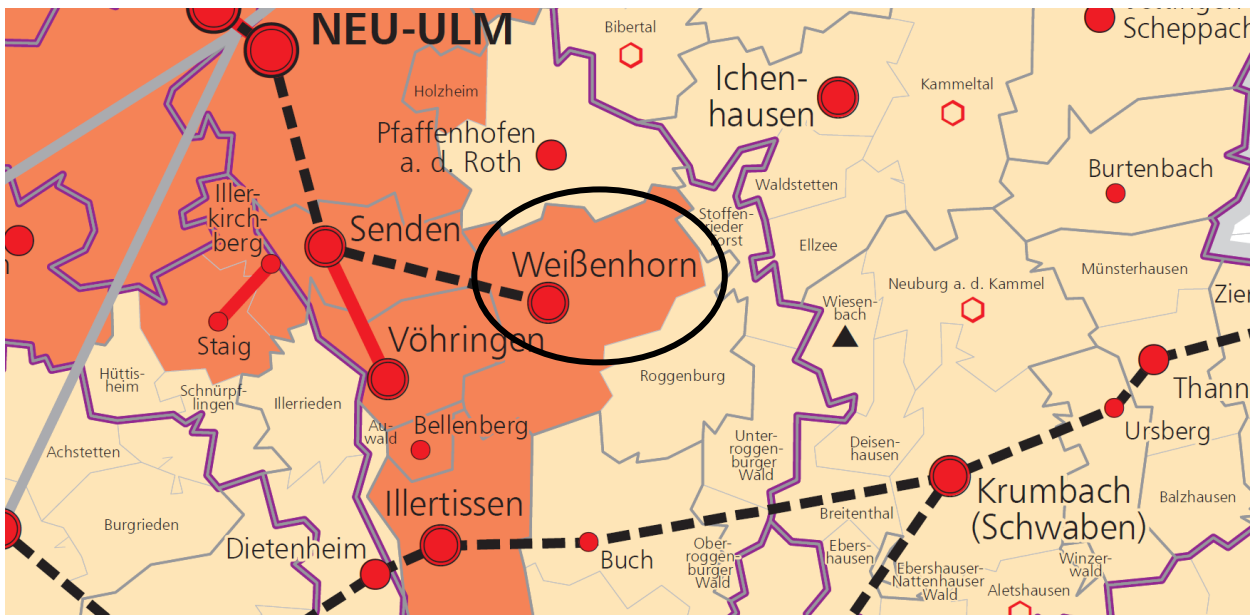 NEU-ULM
Bibertal
Scheppach
Ichen-
hausen
Kammeltal
Holzheim
Pfaffenhofen
a. d. Roth
Burtenbach
Waldstetten
Iller-
kirch-
berg
Senden
Stoffen-
rieder
Forst
Ellzee
Weißenhorn
Münsterhausen
Neuburg a. d. Kammel
Wiesen-
bach
Staig
Vöhringen
Hüttis-
heim
Schnürpf-
lingen
Illerrieden
Roggenburg
Thann
Au-
wald
Bellenberg
Ursberg
Achstetten
Unter-
roggen-
burger
Wald
Deisen-
hausen
Illertissen
Krumbach
(Schwaben)
Balzhausen
Burgrieden
Breitenthal
Dietenheim
Buch
Ober-
roggen-
burger
Wald
Ebers-
hausen
Ebershauser-
Nattenhauser
Wald
Winzer-
wald
Aletshausen